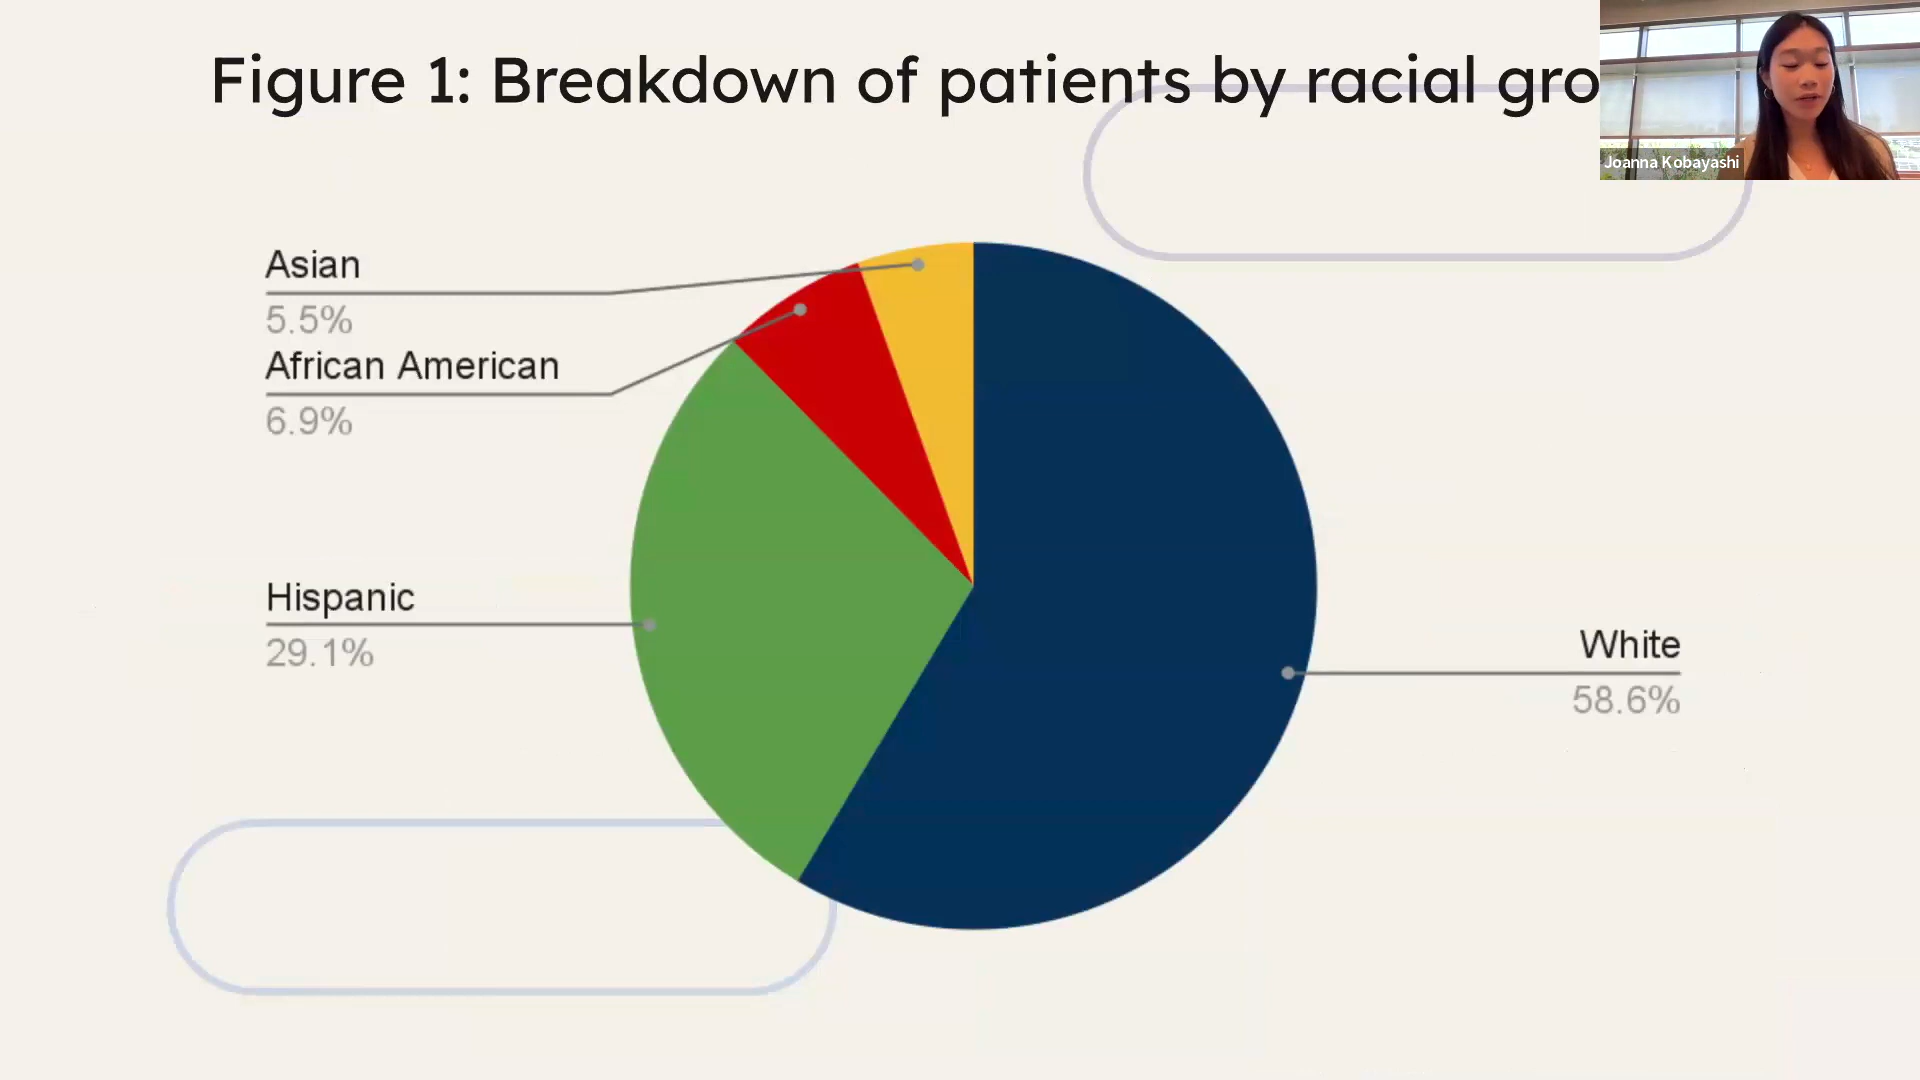 Figure 1: Breakdown of patients by racial
Joanna Kobayashi
Asian
5.5%
African American
6.9%
Hispanic
29.1%
White
58.6%